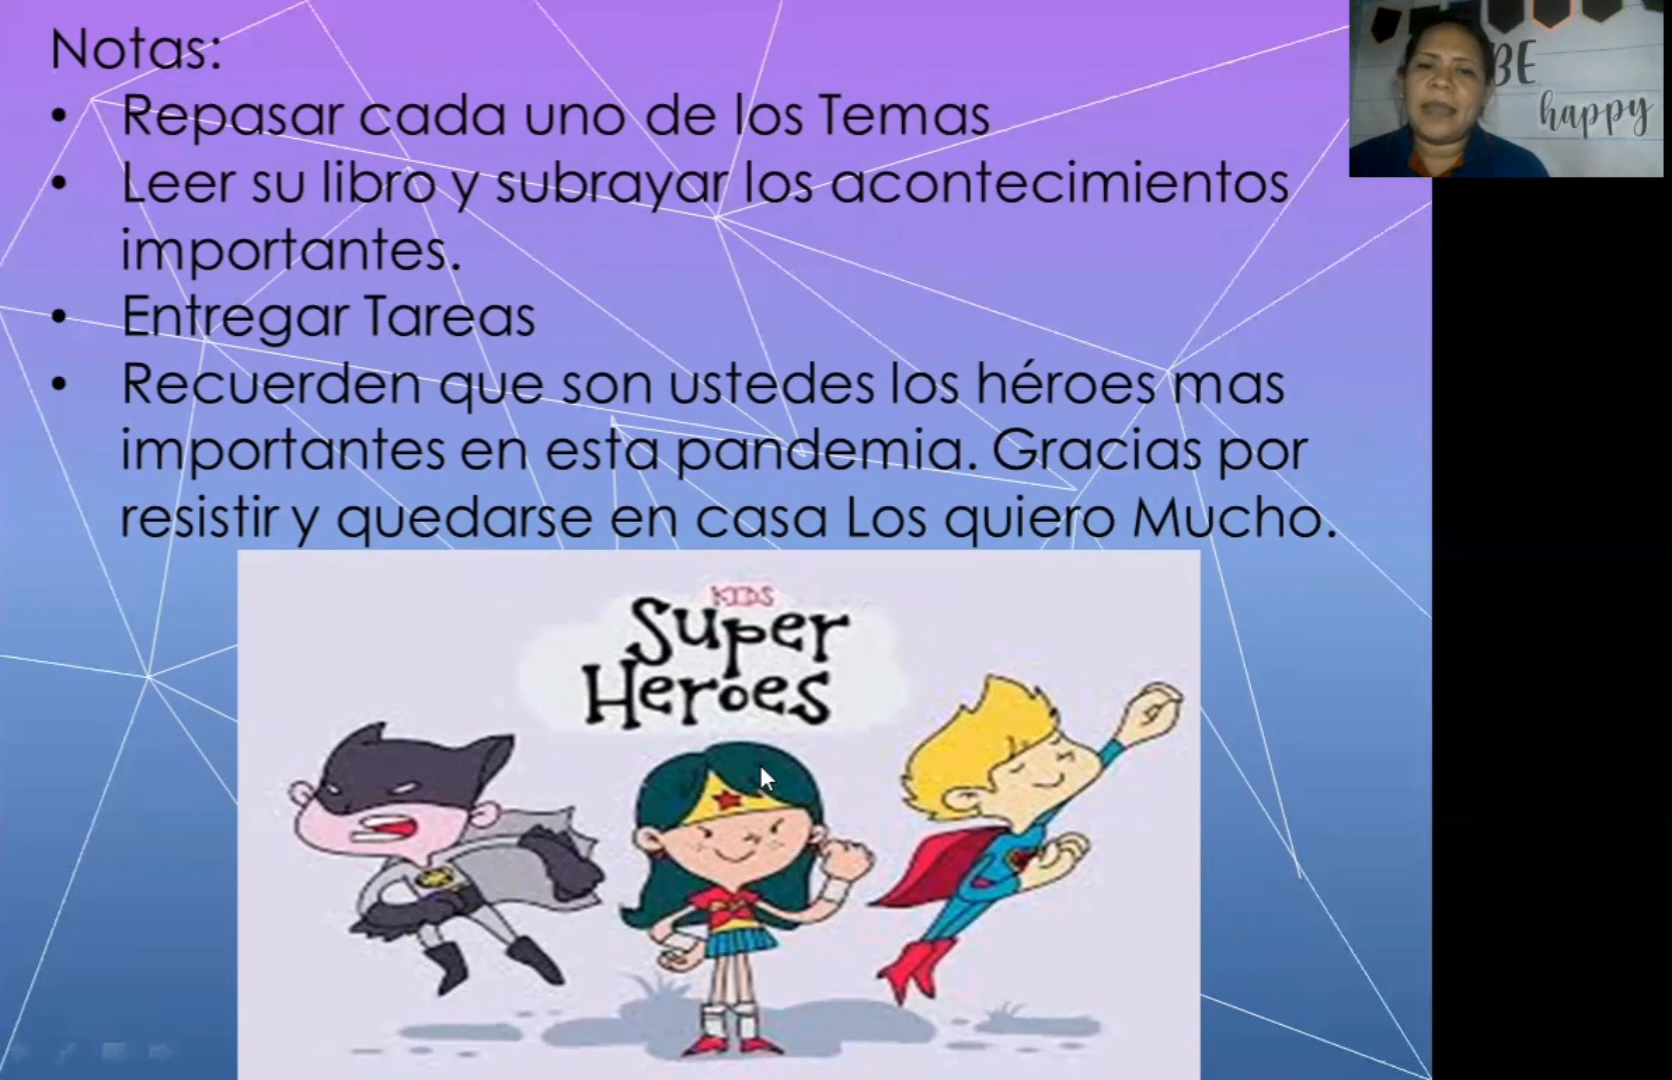 Notas:
• Repasar cada uno de los Temas
• Leer su libro y subrayar los acontecimientos
importantes.
• Entregar Tareas
• Recuerden que son ustedes los héroes mas
importantes en esta pandemia. Gracias por
resistir y quedarse en casa Los quiero Mucho.
KIDS
Super
Heroes
BE
happy